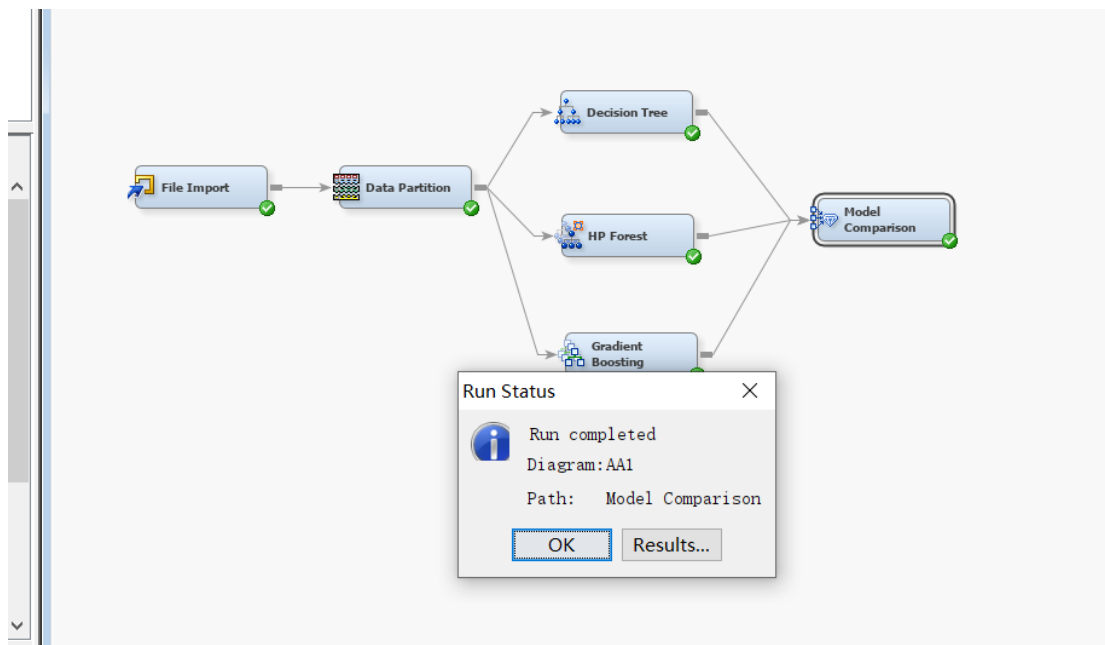 Decision Tree
File Import
Data Partition
HP Forest
Model
Comparison
Gradient
Boosting
Run Status
Run completed
Diagram:AA1
Path: Model Comparison
OK
Results...